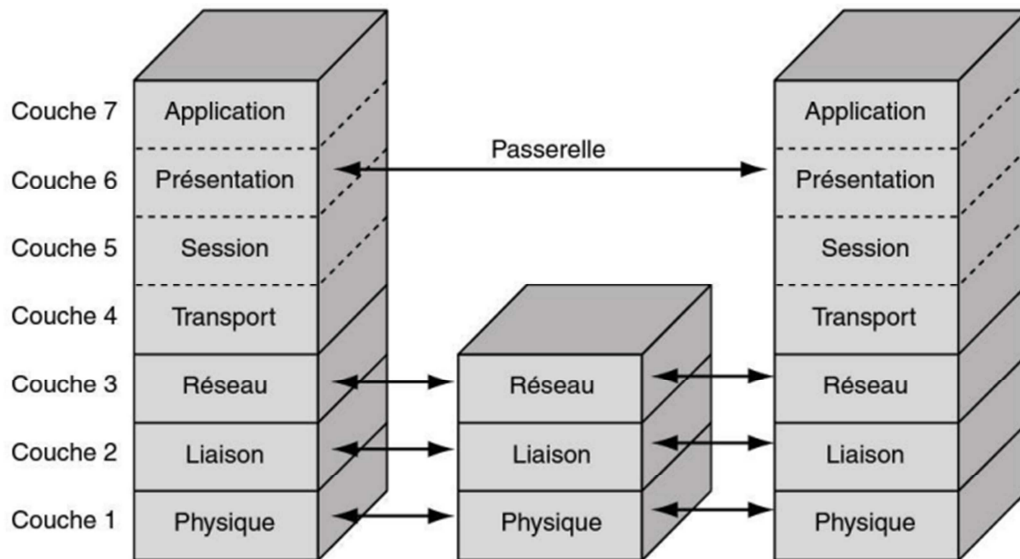 Couche 7 Application Application
Passerelle
Couche 6 Présentation Présentation
Couche 5 Session Session
Couche 4 Transport Transport
Couche 3 Réseau Réseau Réseau
Couche 2 Liaison Liaison Liaison
Couche 1 Physique Physique Physique